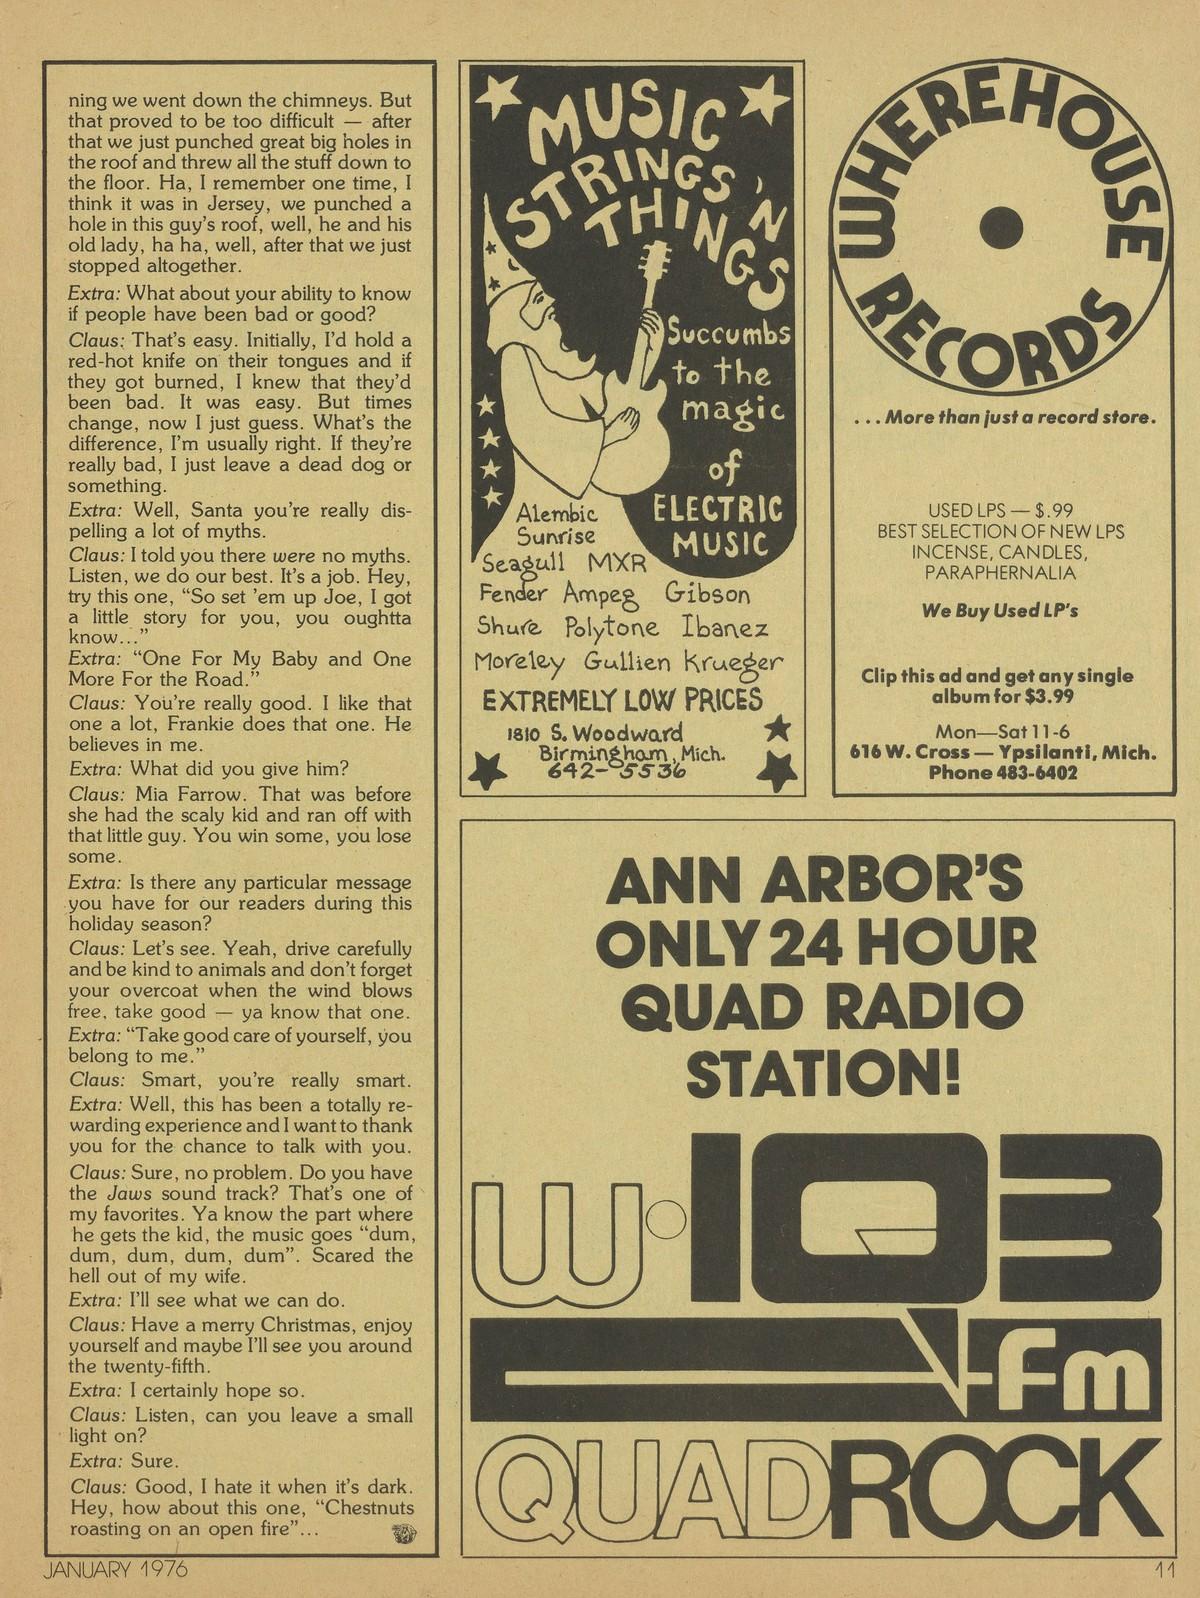 ning we went down the chimneys. But
that proved to be too difficult — after
that we just punched great big holes in
the roof and threw all the stuff down to
the floor. Ha, I remember one time, I
think it was in Jersey, we punched a
hole in this guy's roof, well, he and his
old lady, ha ha, well, after that we just
stopped altogether.
Extra: What about your ability to know
if people have been bad or good?
Claus: That's easy. Initially, I'd hold a
red-hot knife on their tongues and if
they got burned, I knew that they'd
been bad. It was easy. But times
change, now I just guess. What's the
difference, I'm usually right. If they're
really bad, I just leave a dead dog or
something.
Extra: Well, Santa you're really dis-
pelling a lot of myths.
Claus: I told you there were no myths.
Listen, we do our best. It's a job. Hey,
try this one, "So set 'em up Joe, I got
a little story for you, you oughtta
know..."
Extra: "One For My Baby and One
More For the Road."
Claus: You're really good. I like that
one a lot, Frankie does that one. He
believes in me.
Extra: What did you give him?
Claus: Mia Farrow. That was before
she had the scaly kid and ran off with
that little guy. You win some, you lose
some.
Extra: Is there any particular message
you have for our readers during this
holiday season?
Claus: Let's see. Yeah, drive carefully
and be kind to animals and don't forget
your overcoat when the wind blows
free, take good — ya know that one.
Extra: "Take good care of yourself, you
belong to me."
Claus: Smart, you're really smart.
Extra: Well, this has been a totally re-
warding experience and I want to thank
you for the chance to talk with you.
Claus: Sure, no problem. Do you have
the Jaws sound track? That's one of
my favorites. Ya know the part where
he gets the kid, the music goes "dum,
dum, dum, dum, dum". Scared the
hell out of my wife.
Extra: I'll see what we can do.
Claus: Have a merry Christmas, enjoy
yourself and maybe I'll see you around
the twenty-fifth.
Extra: I certainly hope so.
Claus: Listen, can you leave a small
light on?
Extra: Sure.
Claus: Good, I hate it when it's dark.
Hey, how about this one, "Chestnuts
roasting on an open fire"...
MUSIC
STRINGS 'N
THINGS
Succumbs
to the
magic
of
ELECTRIC
MUSIC
Alembic
Sunrise
Seagull MXR
Fender Ampeg Gibson
Shure Polytone Ibanez
Moreley Gullien Krueger
EXTREMELY LOW PRICES
1810 S. Woodward
Birmingham, Mich.
642-5536
WHEREHOUSE
RECORDS
...More than just a record store.
USED LPS — $.99
BEST SELECTION OF NEW LPS
INCENSE, CANDLES,
PARAPHERNALIA
We Buy Used LP's
Clip this ad and get any single
album for $3.99
Mon—Sat 11-6
616 W. Cross — Ypsilanti, Mich.
Phone 483-6402
ANN ARBOR'S
ONLY 24 HOUR
QUAD RADIO
STATION!
W·103
fm
QUADROCK
JANUARY 1976
11